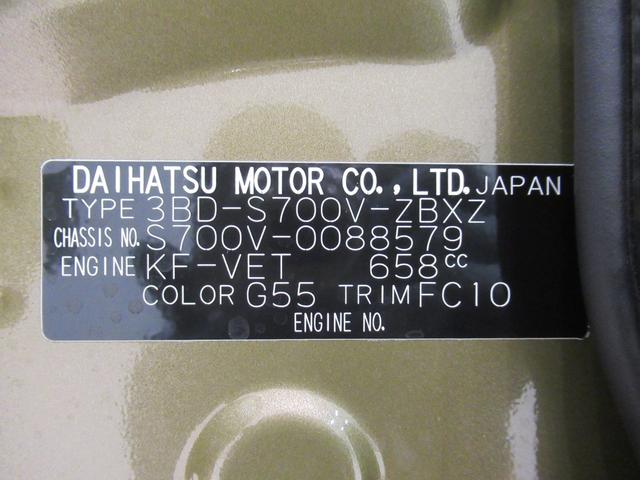 DAIHATSU MOTOR CO., LTD. JAPAN
TYPE 3BD-S700V-ZBXZ
CHASSIS NO. S700V-0088579
ENGINE KF-VET 658CC
COLOR G55 TRIM FC10
ENGINE NO.